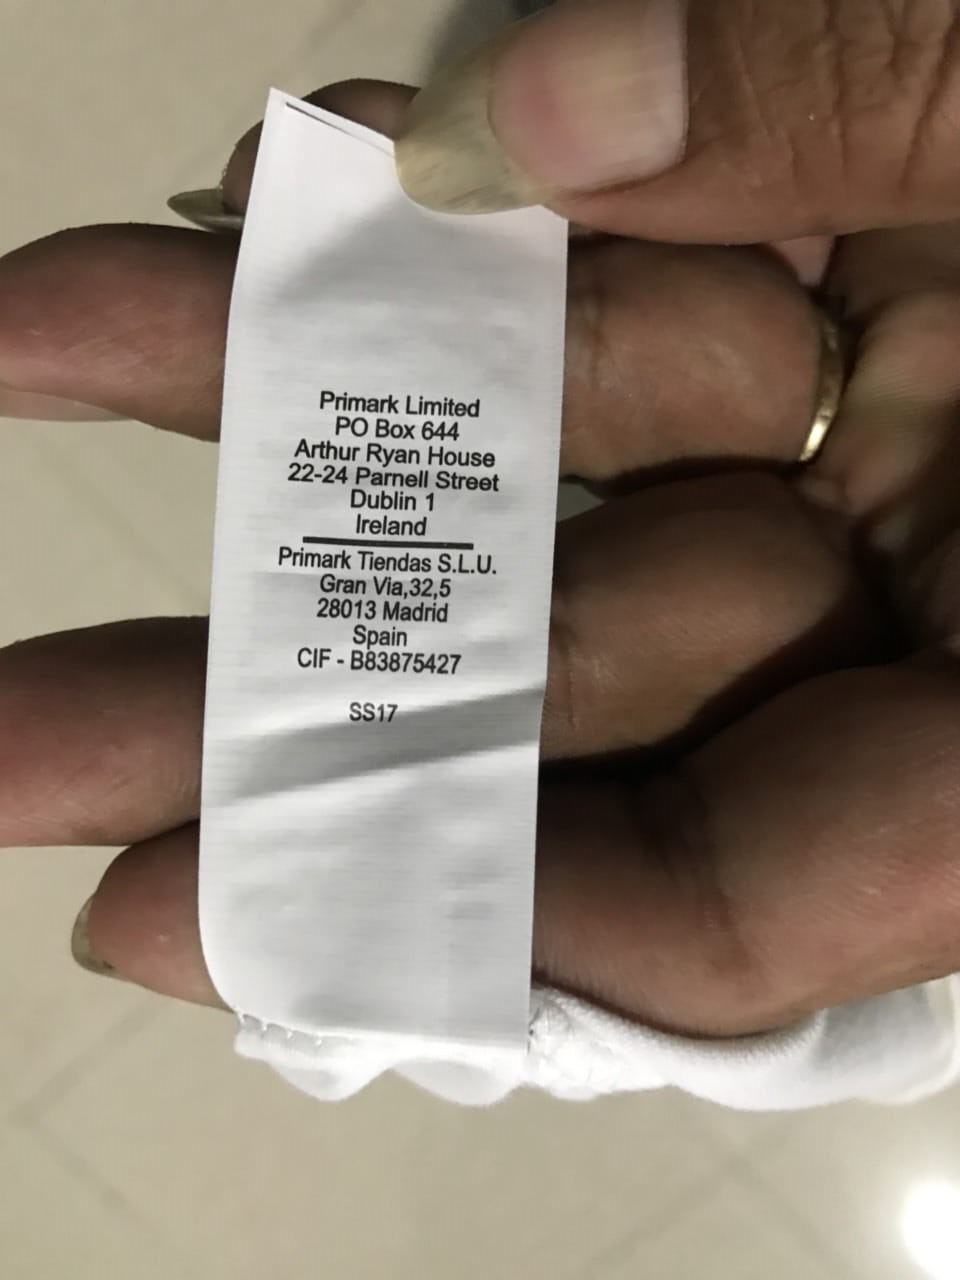 Primark Limited
PO Box 644
Arthur Ryan House
22-24 Parnell Street
Dublin 1
Ireland
Primark Tiendas S.L.U.
Gran Via,32,5
28013 Madrid
Spain
CIF - B83875427
SS17